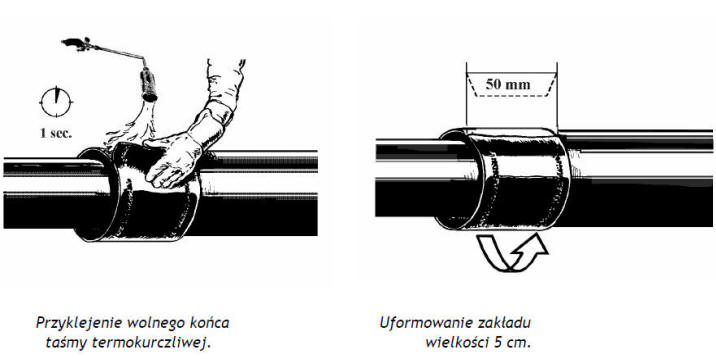 1 sec.
50 mm
Przyklejenie wolnego końca
taśmy termokurczliwej.
Uformowanie zakładu
wielkości 5 cm.